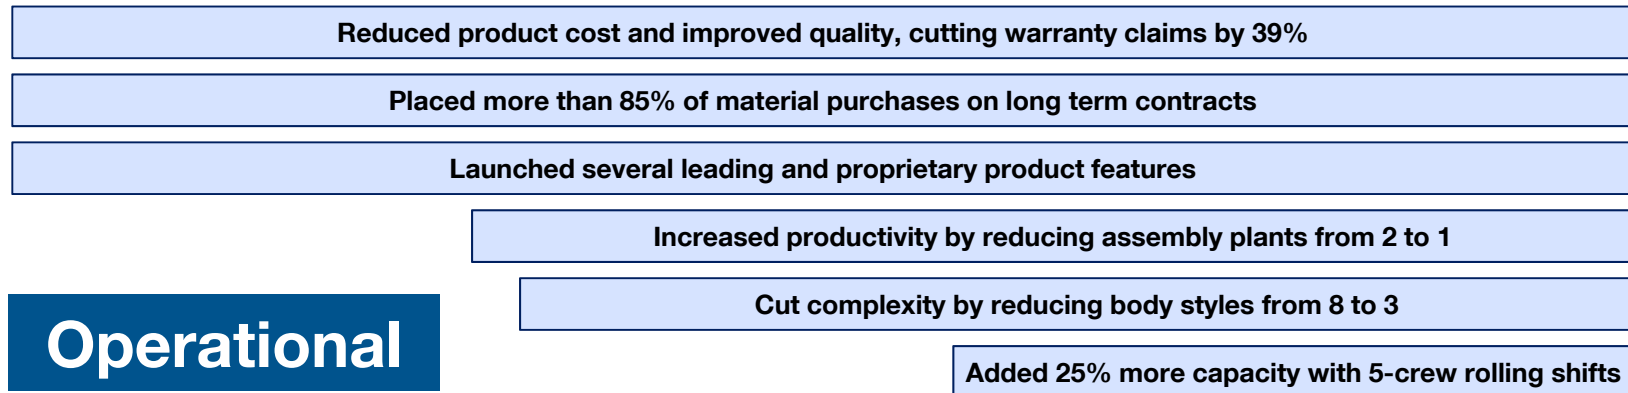 Reduced product cost and improved quality, cutting warranty claims by 39%
Placed more than 85% of material purchases on long term contracts
Launched several leading and proprietary product features
Increased productivity by reducing assembly plants from 2 to 1
Cut complexity by reducing body styles from 8 to 3
Operational
Added 25% more capacity with 5-crew rolling shifts